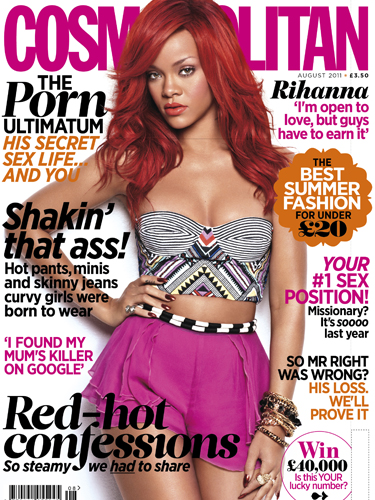 COSMOPOLITAN
AUGUST 2011 • £3.50
THE
Porn
ULTIMATUM
HIS SECRET
SEX LIFE...
AND YOU
Rihanna
'I'm open to
love, but guys
have to earn it'
THE
BEST
SUMMER
FASHION
FOR UNDER
£20
Shakin'
that ass!
Hot pants, minis
and skinny jeans
curvy girls were
born to wear
YOUR
#1 SEX
POSITION!
Missionary?
It's soooo
last year
'I FOUND MY
MUM'S KILLER
ON GOOGLE'
SO MR RIGHT
WAS WRONG?
HIS LOSS.
WE'LL
PROVE IT
Red-hot
confessions
So steamy we had to share
Win
£40,000
Is this YOUR
lucky number?
08